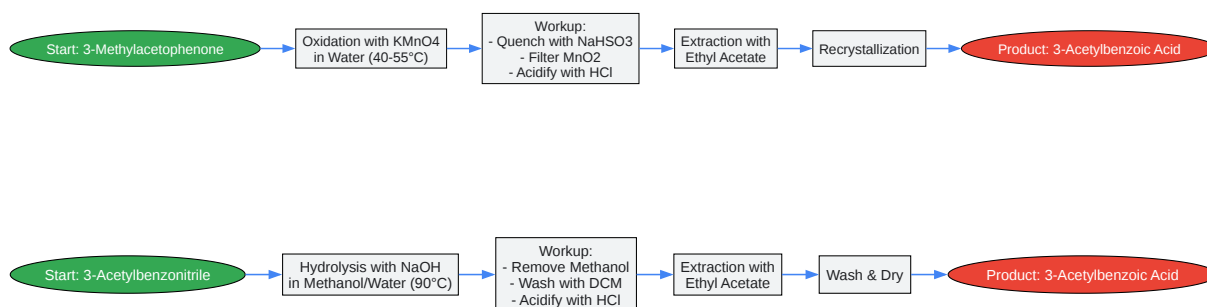 Start: 3-Methylacetophenone
Oxidation with KMnO4
in Water (40-55°C)
Workup:
- Quench with NaHSO3
- Filter MnO2
- Acidify with HCl
Extraction with
Ethyl Acetate
Recrystallization
Product: 3-Acetylbenzoic Acid
Start: 3-Acetylbenzonitrile
Hydrolysis with NaOH
in Methanol/Water (90°C)
Workup:
- Remove Methanol
- Wash with DCM
- Acidify with HCl
Extraction with
Ethyl Acetate
Wash & Dry
Product: 3-Acetylbenzoic Acid